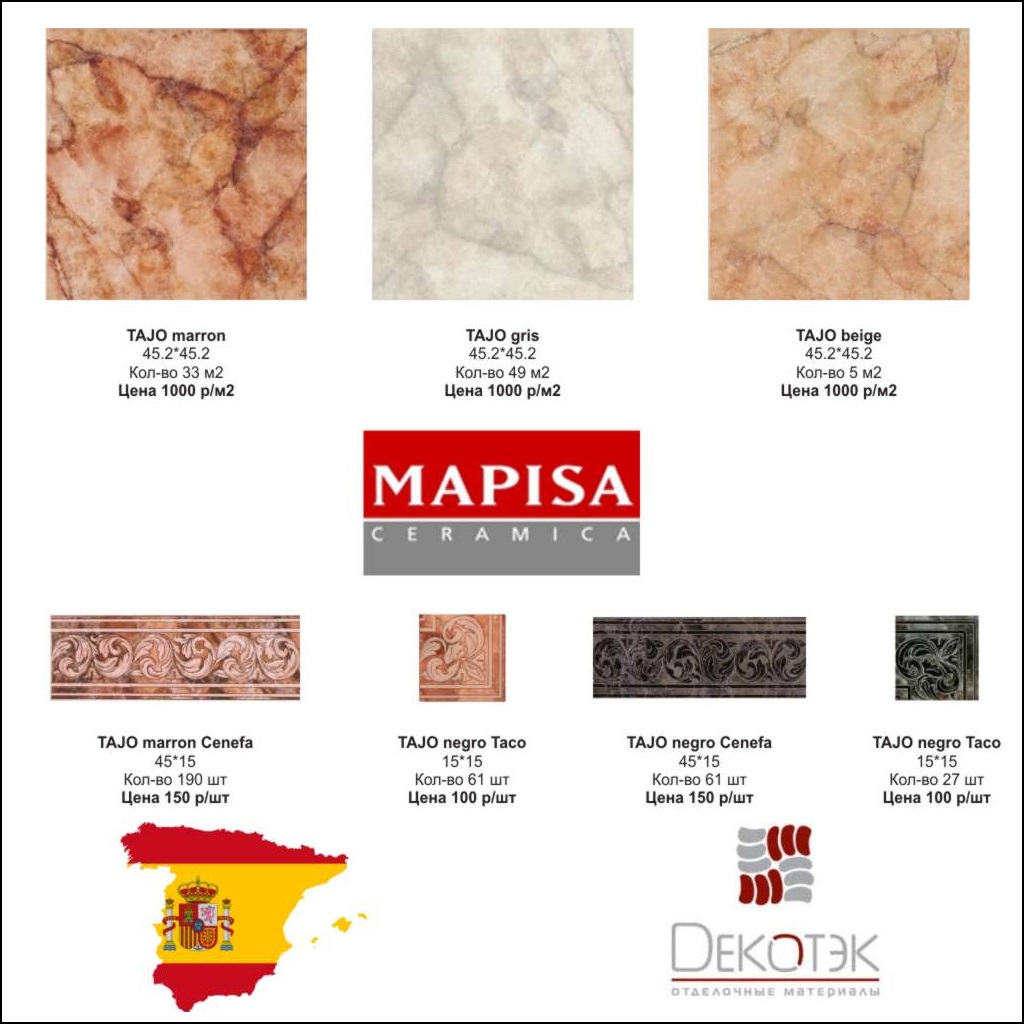 TAJO marron
45.2*45.2
Кол-во 33 м2
Цена 1000 р/м2
TAJO gris
45.2*45.2
Кол-во 49 м2
Цена 1000 р/м2
TAJO beige
45.2*45.2
Кол-во 5 м2
Цена 1000 р/м2
MAPISA
CERAMICA
TAJO marron Cenefa
45*15
Кол-во 190 шт
Цена 150 р/шт
TAJO negro Taco
15*15
Кол-во 61 шт
Цена 100 р/шт
TAJO negro Cenefa
45*15
Кол-во 61 шт
Цена 150 р/шт
TAJO negro Taco
15*15
Кол-во 27 шт
Цена 100 р/шт
ДЕКОТЭК
отделочные материалы